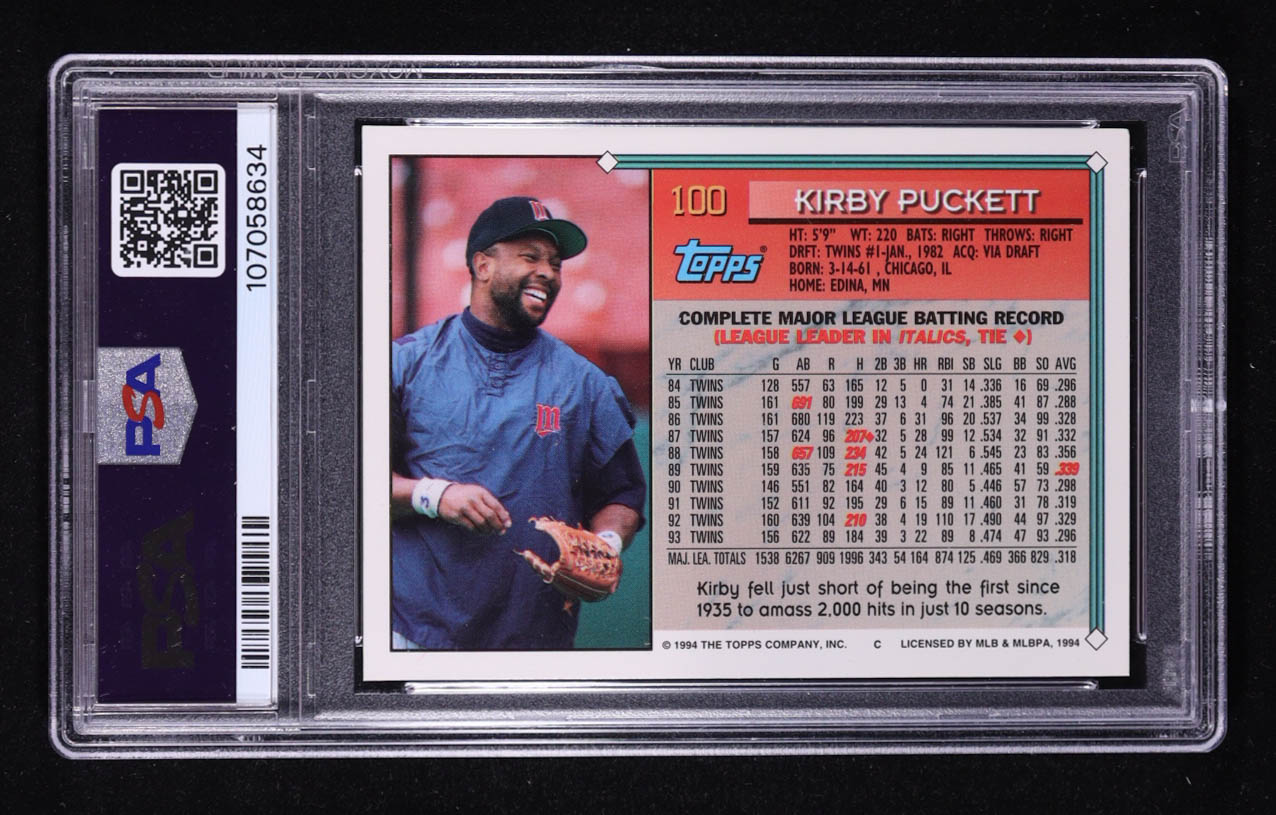 107058634
PSA
PSA
PSA
M
M
3
100
KIRBY PUCKETT
TOPPS®
HT: 5'9" WT: 220 BATS: RIGHT THROWS: RIGHT
DRFT: TWINS #1-JAN., 1982 ACQ: VIA DRAFT
BORN: 3-14-61 , CHICAGO, IL
HOME: EDINA, MN
COMPLETE MAJOR LEAGUE BATTING RECORD
(LEAGUE LEADER IN ITALICS, TIE ♦)
YR CLUB G AB R H 2B 3B HR RBI SB SLG BB SO AVG
84 TWINS 128 557 63 165 12 5 0 31 14 .336 16 69 .296
85 TWINS 161 691 80 199 29 13 4 74 21 .385 41 87 .288
86 TWINS 161 680 119 223 37 6 31 96 20 .537 34 99 .328
87 TWINS 157 624 96 207♦ 32 5 28 99 12 .534 32 91 .332
88 TWINS 158 657 109 234 42 5 24 121 6 .545 23 83 .356
89 TWINS 159 635 75 215 45 4 9 85 11 .465 41 59 .339
90 TWINS 146 551 82 164 40 3 12 80 5 .446 57 73 .298
91 TWINS 152 611 92 195 29 6 15 89 11 .460 31 78 .319
92 TWINS 160 639 104 210 38 4 19 110 17 .490 44 97 .329
93 TWINS 156 622 89 184 39 3 22 89 8 .474 47 93 .296
MAJ. LEA. TOTALS 1538 6267 909 1996 343 54 164 874 125 .469 366 829 .318
Kirby fell just short of being the first since
1935 to amass 2,000 hits in just 10 seasons.
© 1994 THE TOPPS COMPANY, INC. C LICENSED BY MLB & MLBPA, 1994